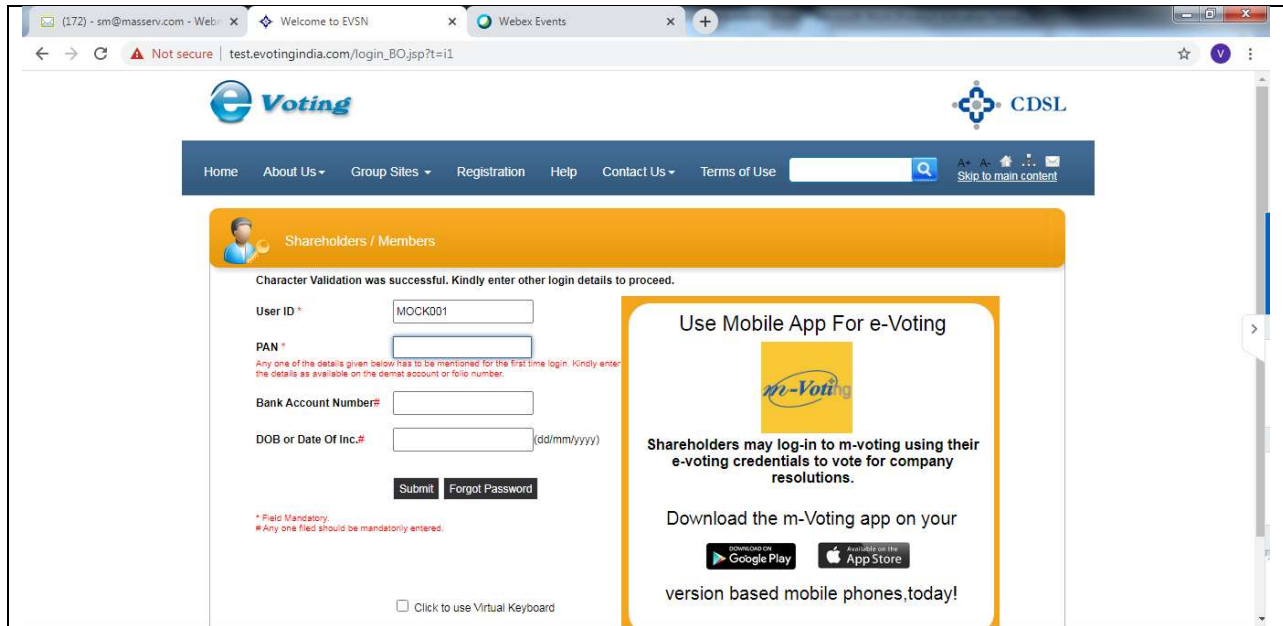 (172) - sm@masserv.com - Web
Welcome to EVSN
Webex Events
Not secure | test.evotingindia.com/login_BO.jsp?t=i1
V
e Voting
CDSL
Home About Us Group Sites Registration Help Contact Us Terms of Use
A+ A-
Skip to main content
Shareholders / Members
Character Validation was successful. Kindly enter other login details to proceed.
User ID *
MOCK001
PAN *
Any one of the details given below has to be mentioned for the first time login. Kindly enter
the details as available on the demat account or folio number.
Bank Account Number#
DOB or Date Of Inc.#
(dd/mm/yyyy)
Submit Forgot Password
* Field Mandatory.
# Any one filed should be mandatorily entered.
Click to use Virtual Keyboard
Use Mobile App For e-Voting
m-Voting
Shareholders may log-in to m-voting using their
e-voting credentials to vote for company
resolutions.
Download the m-Voting app on your
DOWNLOAD ON
Google Play
Available on the
App Store
version based mobile phones,today!